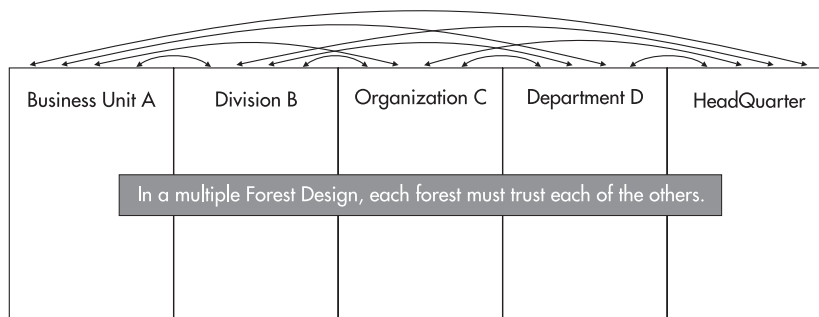 Business Unit A
Division B
Organization C
Department D
HeadQuarter
In a multiple Forest Design, each forest must trust each of the others.